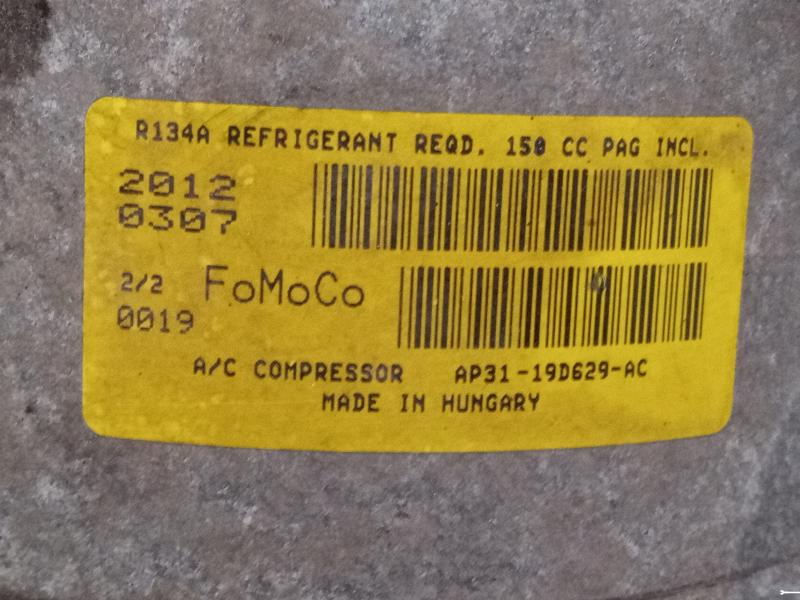 R134A REFRIGERANT REQD. 150 CC PAG INCL.
2012
0307
2/2 FoMoCo
0019
A/C COMPRESSOR AP31-19D629-AC
MADE IN HUNGARY